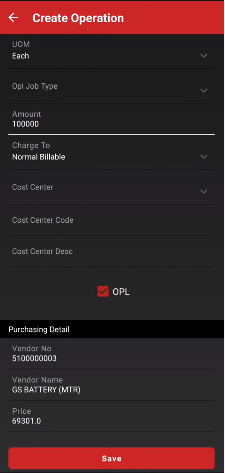 Create Operation
UOM
Each
Opl Job Type
Amount
100000
Charge To
Normal Billable
Cost Center
Cost Center Code
Cost Center Desc
OPL
Purchasing Detail
Vendor No
5100000003
Vendor Name
GS BATTERY (MTR)
Price
69301.0
Save